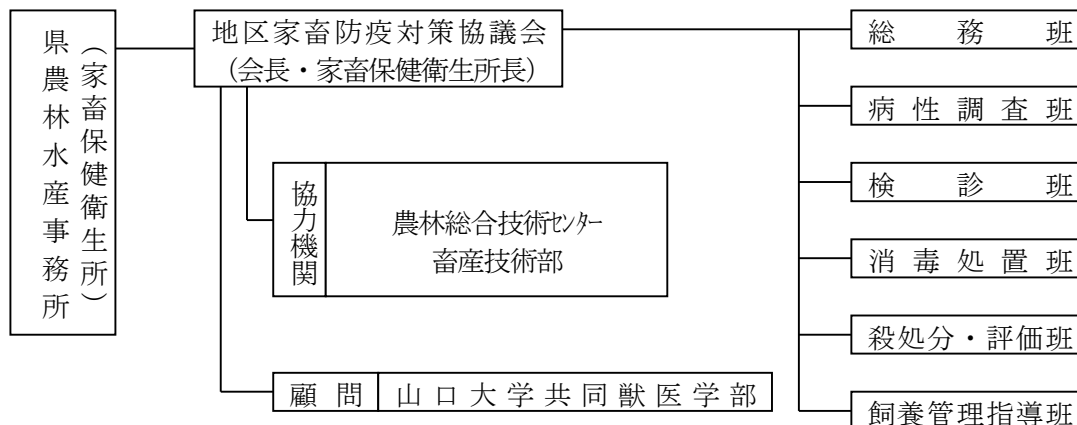 県農林水産事務所
（家畜保健衛生所）
地区家畜防疫対策協議会
（会長・家畜保健衛生所長）
協力機関
農林総合技術ｾﾝﾀｰ
畜産技術部
顧問
山口大学共同獣医学部
総務班
病性調査班
検診班
消毒処置班
殺処分・評価班
飼養管理指導班